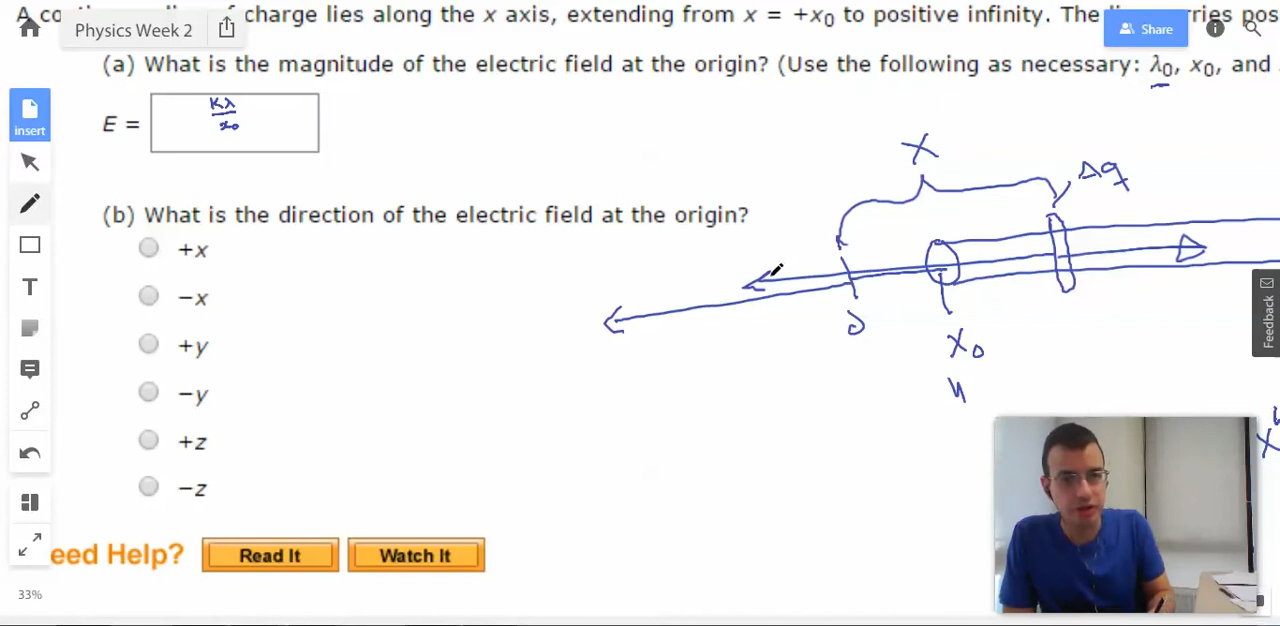 A charge lies along the x axis, extending from x = +x0 to positive infinity. The
Physics Week 2
Share
(a) What is the magnitude of the electric field at the origin? (Use the following as necessary: λ0, x0, and
insert
E =
Kλ
x0
X
Δq
(b) What is the direction of the electric field at the origin?
+x
−x
+y
−y
+z
−z
0
x0
Feedback
eed Help?
Read It
Watch It
33%